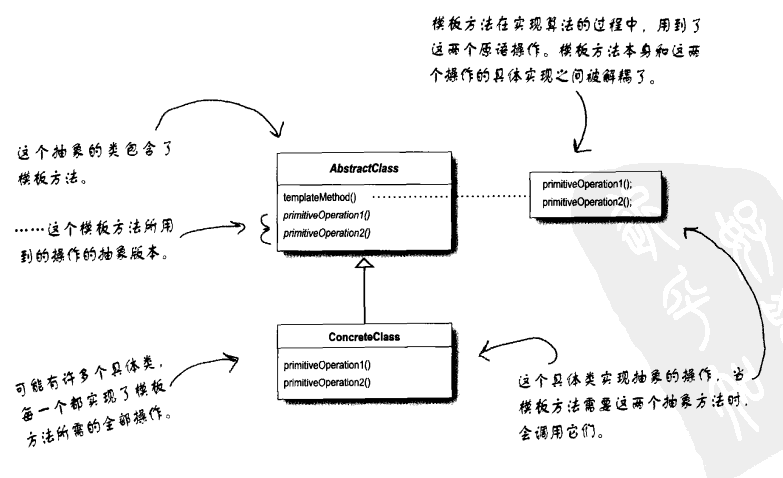 模板方法在实现算法的过程中，用到了
这两个原语操作。模板方法本身和这两
个操作的具体实现之间被解耦了。
这个抽象的类包含了
模板方法。
AbstractClass
templateMethod()
primitiveOperation1()
primitiveOperation2()
primitiveOperation1();
primitiveOperation2();
……这个模板方法所用
到的操作的抽象版本。
ConcreteClass
primitiveOperation1()
primitiveOperation2()
可能有许多个具体类，
每一个都实现了模板
方法所需的全部操作。
这个具体类实现抽象的操作，当
模板方法需要这两个抽象方法时，
会调用它们。